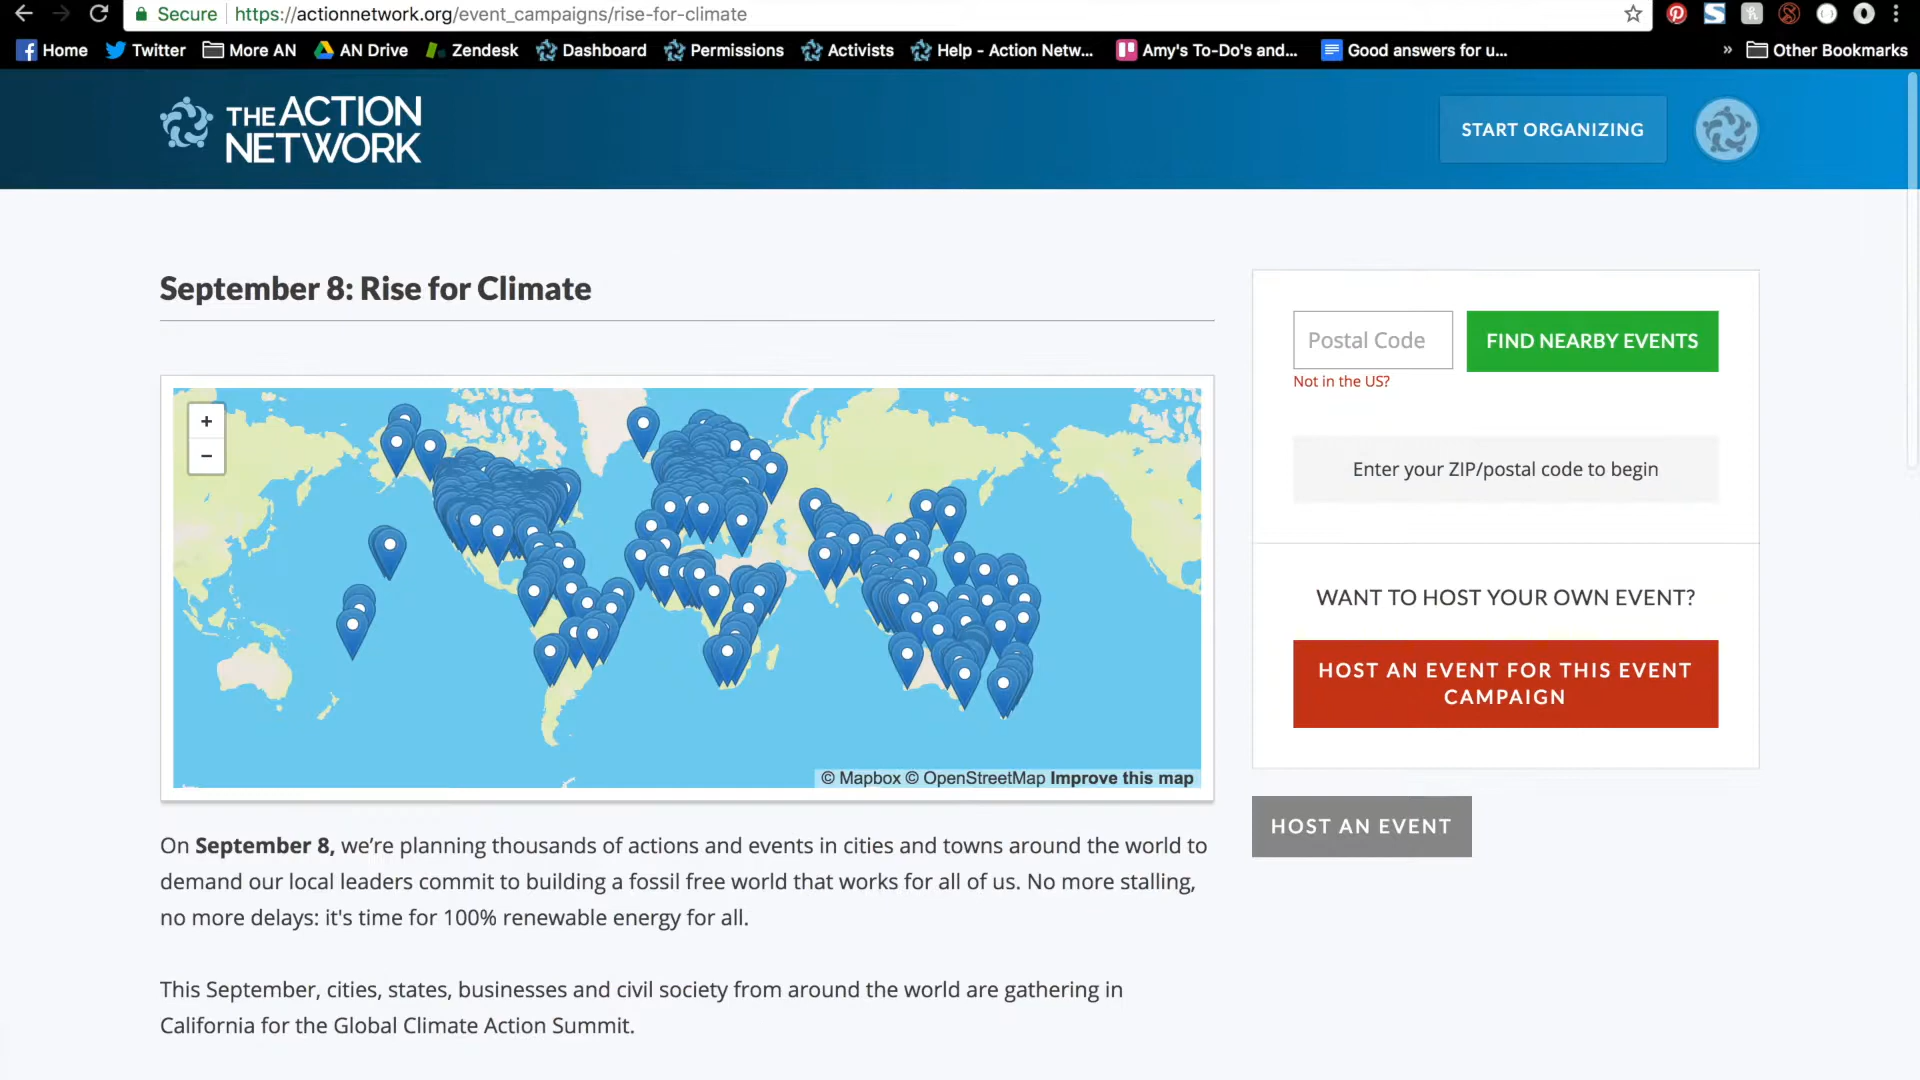 Secure https://actionnetwork.org/event_campaigns/rise-for-climate
Home Twitter More AN AN Drive Zendesk Dashboard Permissions Activists Help - Action Netw... Amy's To-Do's and... Good answers for u... » Other Bookmarks
THE ACTION
NETWORK
START ORGANIZING
September 8: Rise for Climate
+
−
© Mapbox © OpenStreetMap Improve this map
On September 8, we’re planning thousands of actions and events in cities and towns around the world to
demand our local leaders commit to building a fossil free world that works for all of us. No more stalling,
no more delays: it's time for 100% renewable energy for all.
This September, cities, states, businesses and civil society from around the world are gathering in
California for the Global Climate Action Summit.
Postal Code
FIND NEARBY EVENTS
Not in the US?
Enter your ZIP/postal code to begin
WANT TO HOST YOUR OWN EVENT?
HOST AN EVENT FOR THIS EVENT
CAMPAIGN
HOST AN EVENT